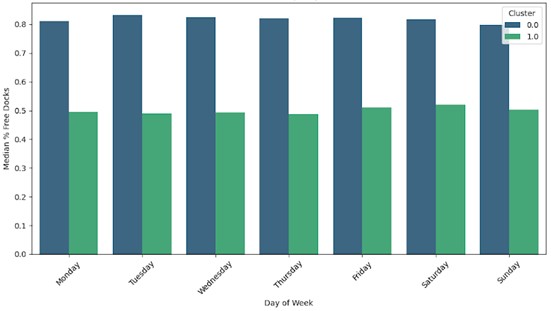 Cluster
0.0
1.0
Median % Free Docks
0.8
0.7
0.6
0.5
0.4
0.3
0.2
0.1
0.0
Monday
Tuesday
Wednesday
Thursday
Friday
Saturday
Sunday
Day of Week